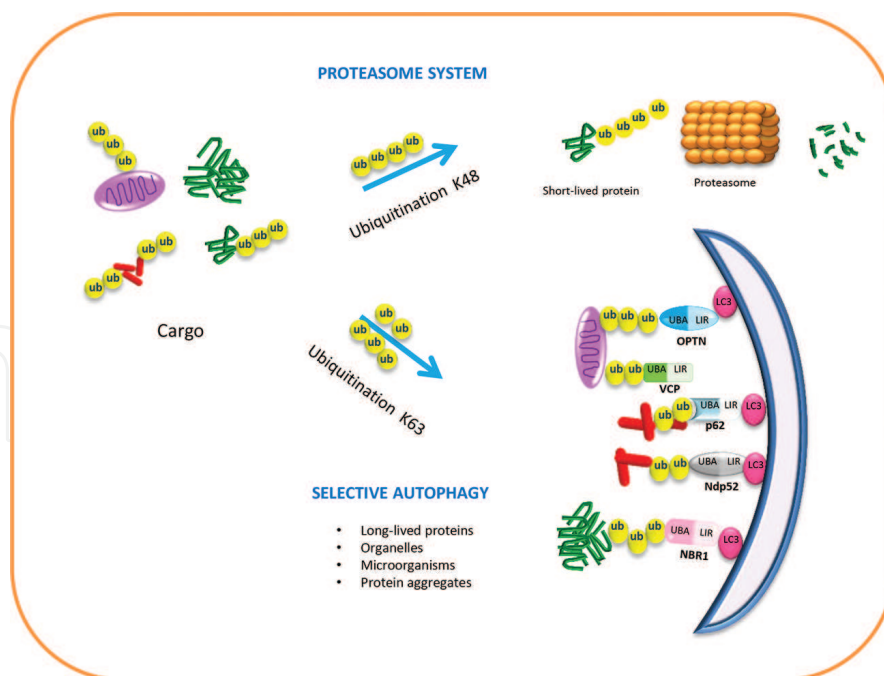 PROTEASOME SYSTEM
ub
ub
ub
ub ub ub ub
Ubiquitination K48
ub ub ub ub
Short-lived protein
Proteasome
ub ub
ub ub
ub ub ub
Cargo
ub
ub
ub
ub
ub
Ubiquitination K63
LC3
ub ub ub UBA LIR
OPTN
ub ub UBA LIR
VCP
ub ub UBA LIR LC3
p62
ub ub UBA LIR LC3
Ndp52
ub ub ub UBA LIR LC3
NBR1
SELECTIVE AUTOPHAGY
• Long-lived proteins
• Organelles
• Microorganisms
• Protein aggregates